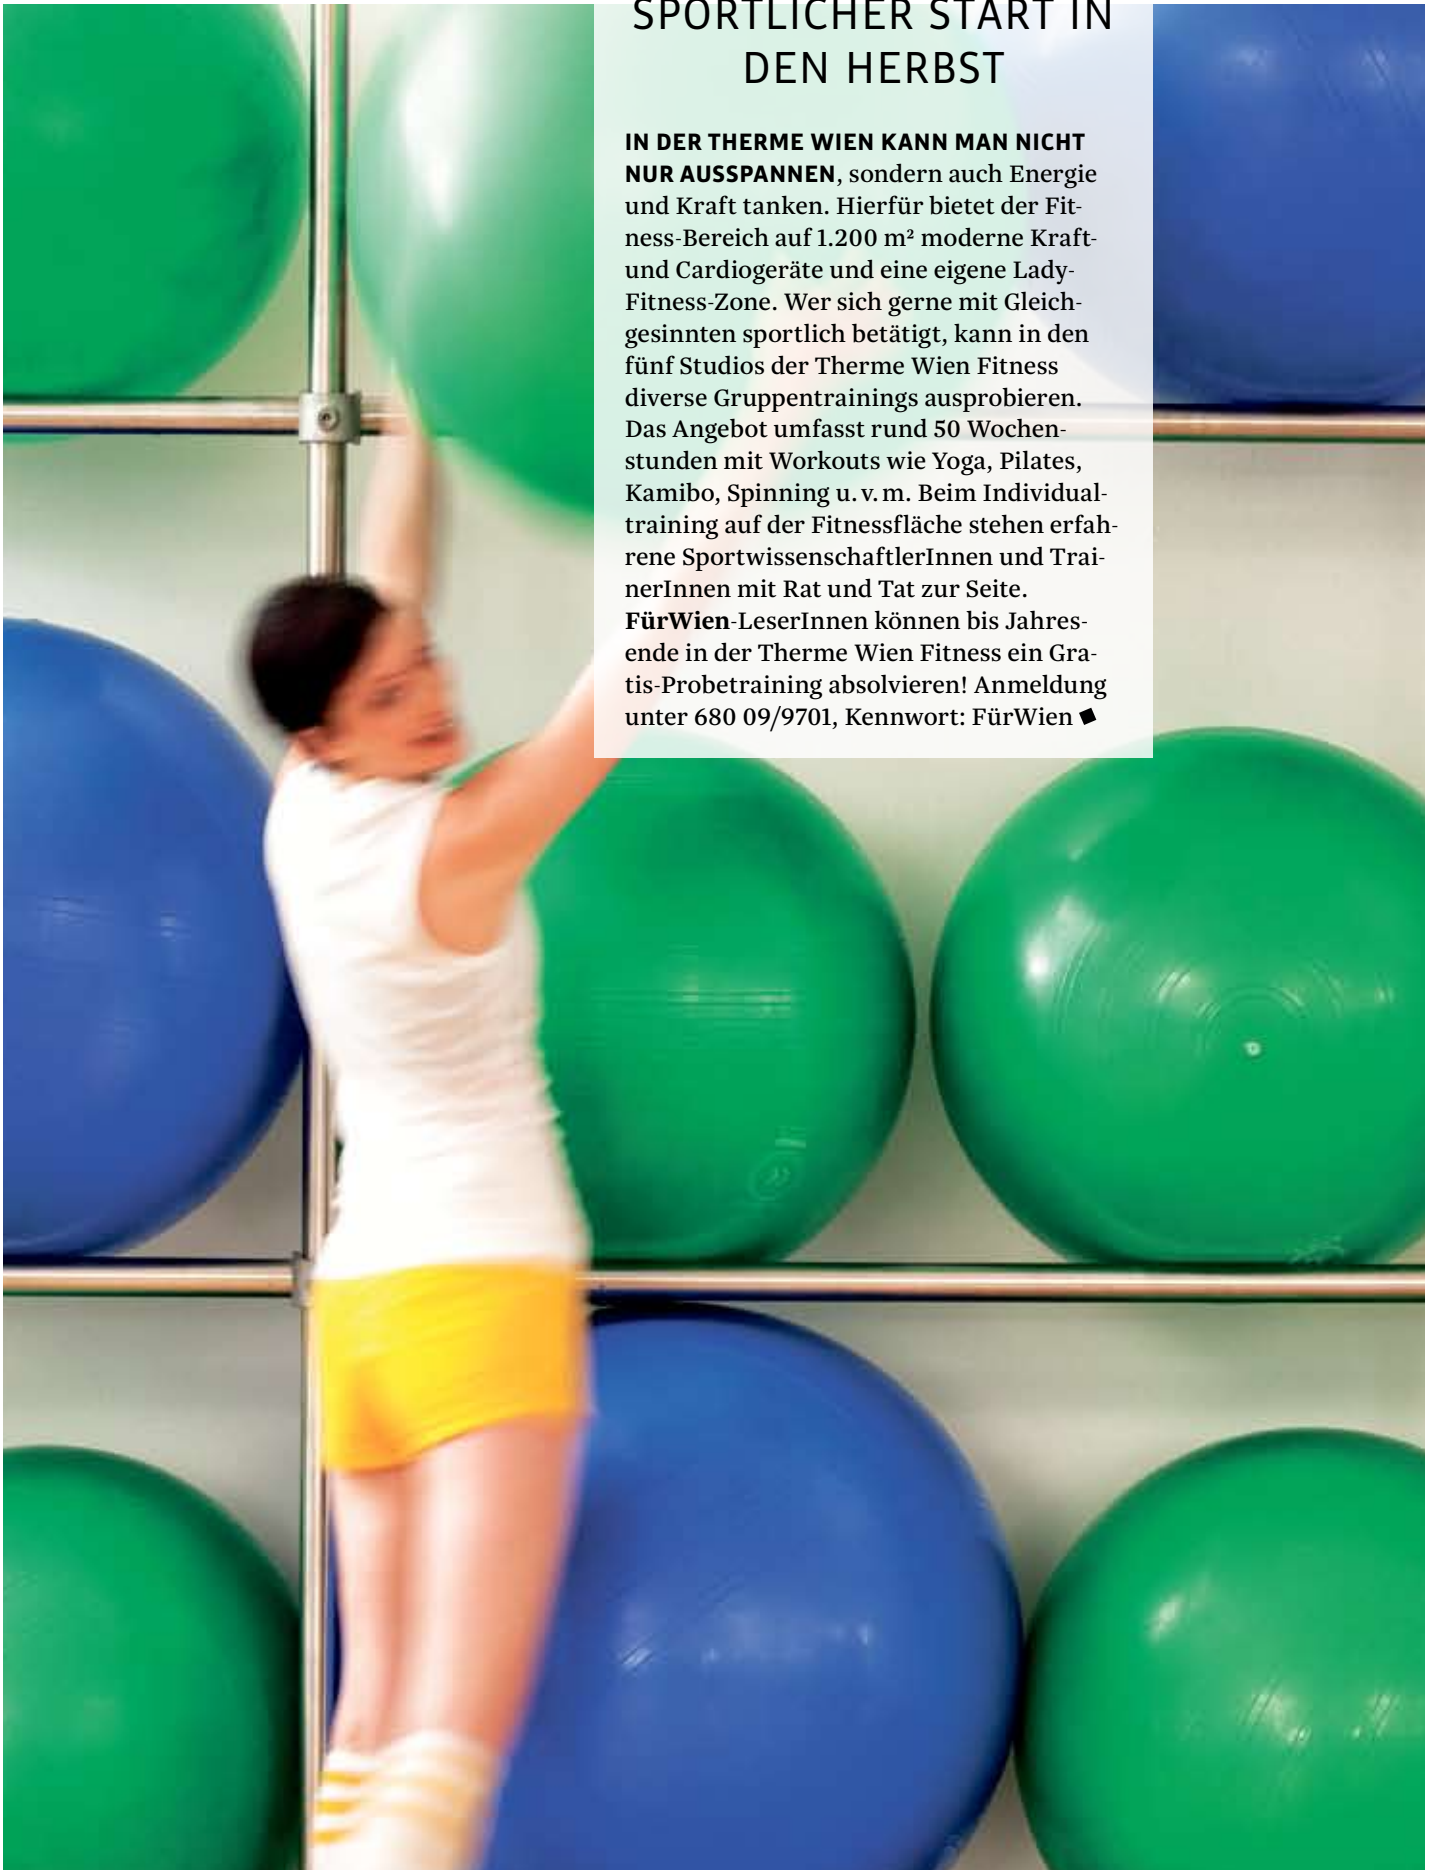 SPORTLICHER START IN
DEN HERBST
IN DER THERME WIEN KANN MAN NICHT
NUR AUSSPANNEN, sondern auch Energie
und Kraft tanken. Hierfür bietet der Fit-
ness-Bereich auf 1.200 m² moderne Kraft-
und Cardiogeräte und eine eigene Lady-
Fitness-Zone. Wer sich gerne mit Gleich-
gesinnten sportlich betätigt, kann in den
fünf Studios der Therme Wien Fitness
diverse Gruppentrainings ausprobieren.
Das Angebot umfasst rund 50 Wochen-
stunden mit Workouts wie Yoga, Pilates,
Kamibo, Spinning u. v. m. Beim Individual-
training auf der Fitnessfläche stehen erfah-
rene SportwissenschaftlerInnen und Trai-
nerInnen mit Rat und Tat zur Seite.
FürWien-LeserInnen können bis Jahres-
ende in der Therme Wien Fitness ein Gra-
tis-Probetraining absolvieren! Anmeldung
unter 680 09/9701, Kennwort: FürWien